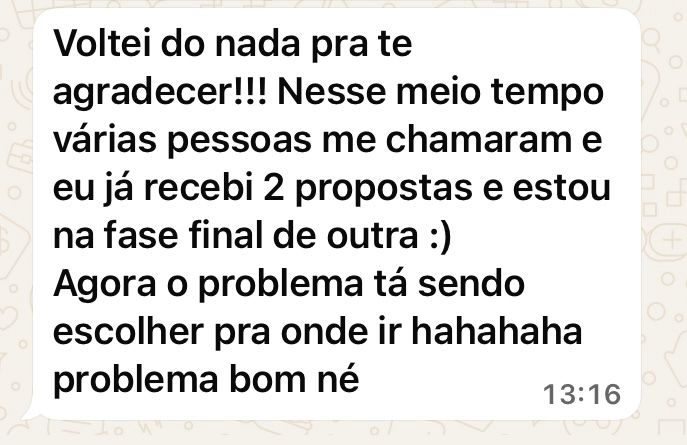 Voltei do nada pra te
agradecer!!! Nesse meio tempo
várias pessoas me chamaram e
eu já recebi 2 propostas e estou
na fase final de outra :)
Agora o problema tá sendo
escolher pra onde ir hahahaha
problema bom né
13:16